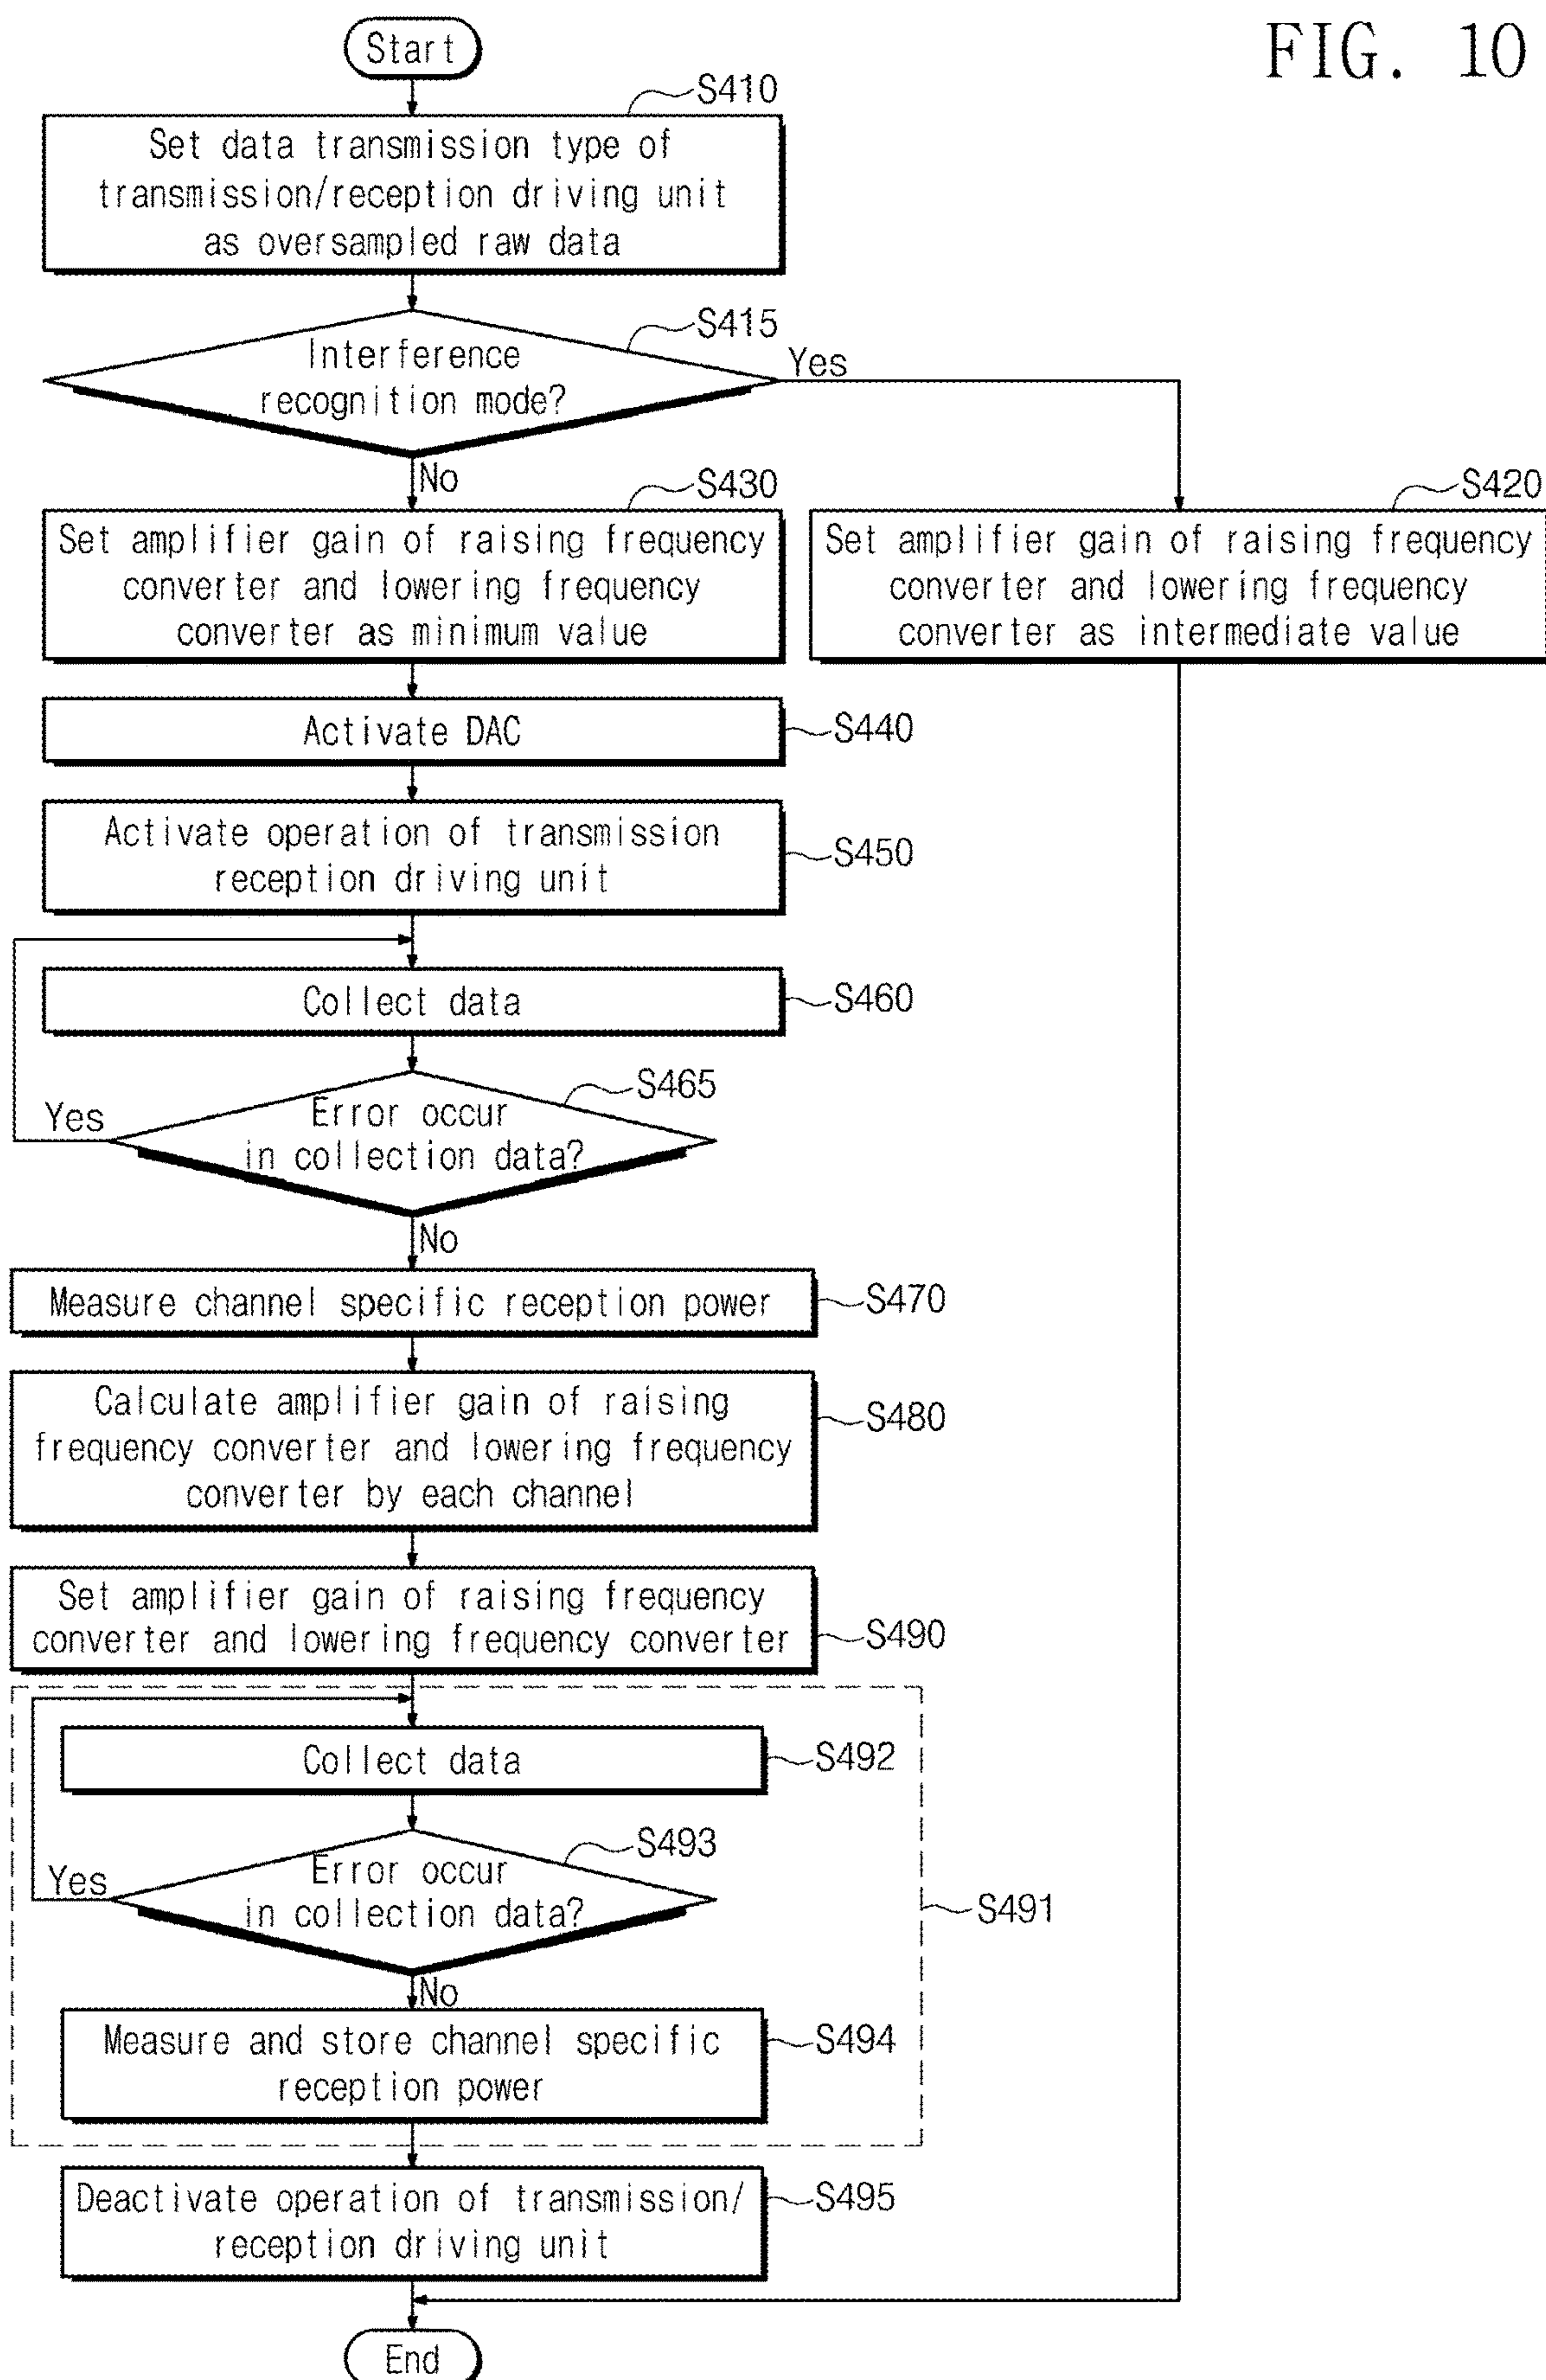 FIG. 10
Start
S410
Set data transmission type of
transmission/reception driving unit
as oversampled raw data
S415
Interference
recognition mode?
Yes
No
S430
Set amplifier gain of raising frequency
converter and lowering frequency
converter as minimum value
S420
Set amplifier gain of raising frequency
converter and lowering frequency
converter as intermediate value
Activate DAC
S440
Activate operation of transmission
reception driving unit
S450
Collect data
S460
S465
Error occur
in collection data?
Yes
No
Measure channel specific reception power
S470
Calculate amplifier gain of raising
frequency converter and lowering frequency
converter by each channel
S480
Set amplifier gain of raising frequency
converter and lowering frequency converter
S490
Collect data
S492
S493
Error occur
in collection data?
Yes
S491
No
Measure and store channel specific
reception power
S494
Deactivate operation of transmission/
reception driving unit
S495
End